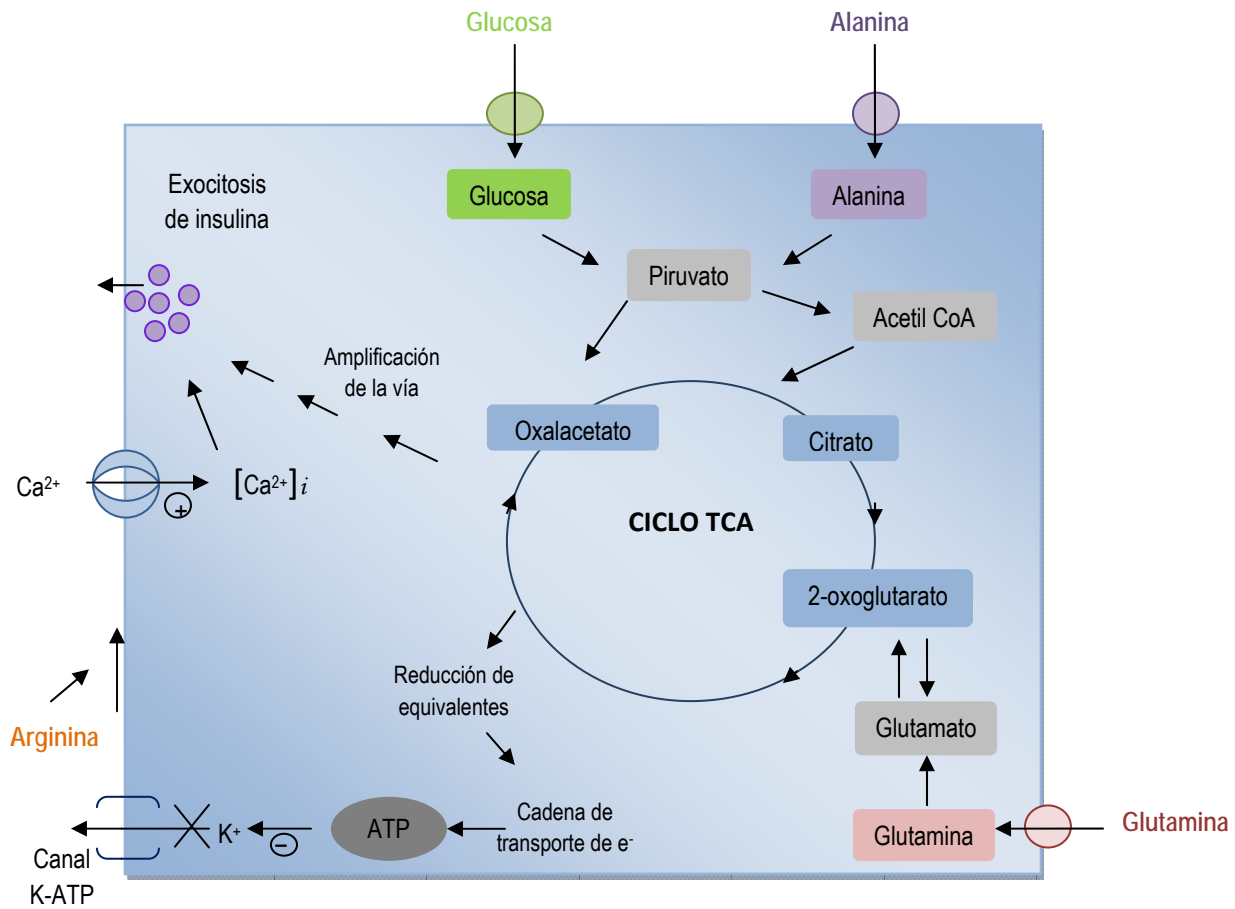 Glucosa
Alanina
Exocitosis
de insulina
Glucosa
Alanina
Piruvato
Acetil CoA
Amplificación
de la vía
Oxalacetato
Citrato
Ca²⁺
+
[Ca²⁺]i
CICLO TCA
2-oxoglutarato
Reducción de
equivalentes
Arginina
Glutamato
Canal
K-ATP
K⁺
-
ATP
Cadena de
transporte de e⁻
Glutamina
Glutamina